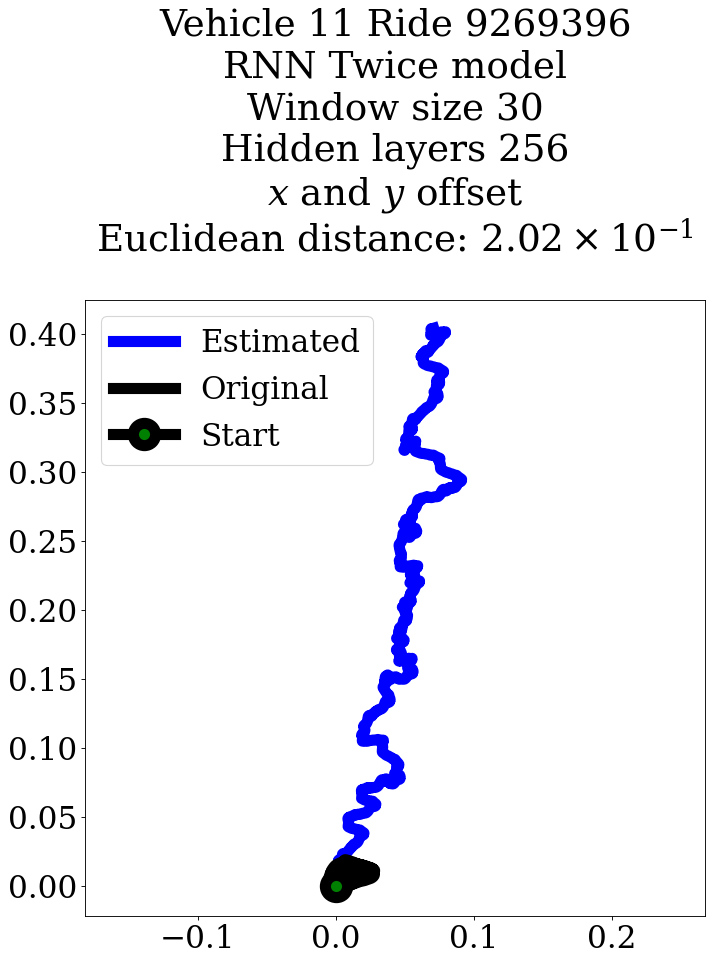 Vehicle 11 Ride 9269396
RNN Twice model
Window size 30
Hidden layers 256
x and y offset
Euclidean distance: 2.02 × 10⁻¹
Estimated
Original
Start
0.40
0.35
0.30
0.25
0.20
0.15
0.10
0.05
0.00
−0.1 0.0 0.1 0.2